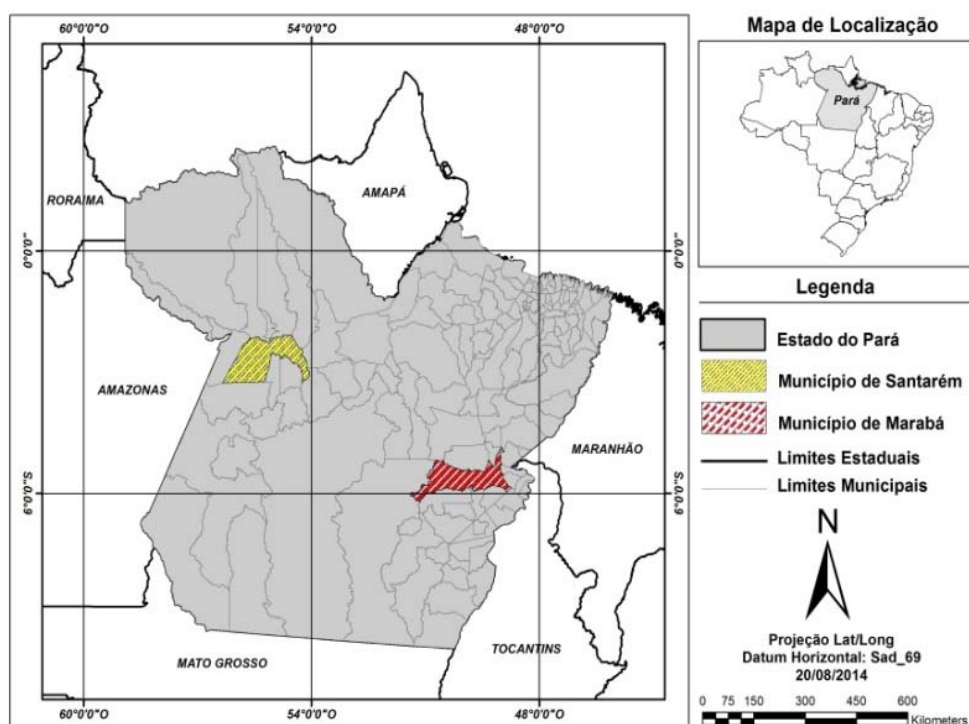 60°0'0"O 54°0'0"O 48°0'0"O
Mapa de Localização
Pará
RORAIMA
AMAPÁ
0°0'0" 0°0'0"
AMAZONAS
MARANHÃO
6°0'0"S 6°0'0"S
MATO GROSSO
TOCANTINS
60°0'0"O 54°0'0"O 48°0'0"O
Legenda
Estado do Pará
Município de Santarém
Município de Marabá
Limites Estaduais
Limites Municipais
N
Projeção Lat/Long
Datum Horizontal: Sad_69
20/08/2014
0 75 150 300 450 600
Kilometers